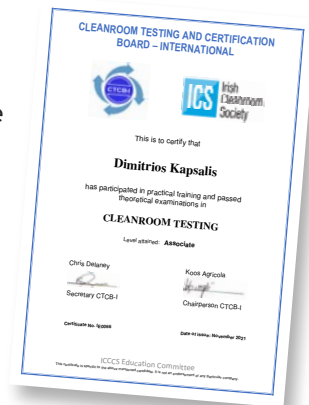 e
CLEANROOM TESTING AND CERTIFICATION
BOARD – INTERNATIONAL
CTCB-I
ICS
Irish
Cleanroom
Society
This is to certify that
Dimitrios Kapsalis
has participated in practical training and passed
theoretical examinations in
CLEANROOM TESTING
Level attained: Associate
Chris Delaney
Koos Agricola
Secretary CTCB-I
Chairperson CTCB-I
Certificate No.
Date of Issue: November 2021
ICCCS Education Committee